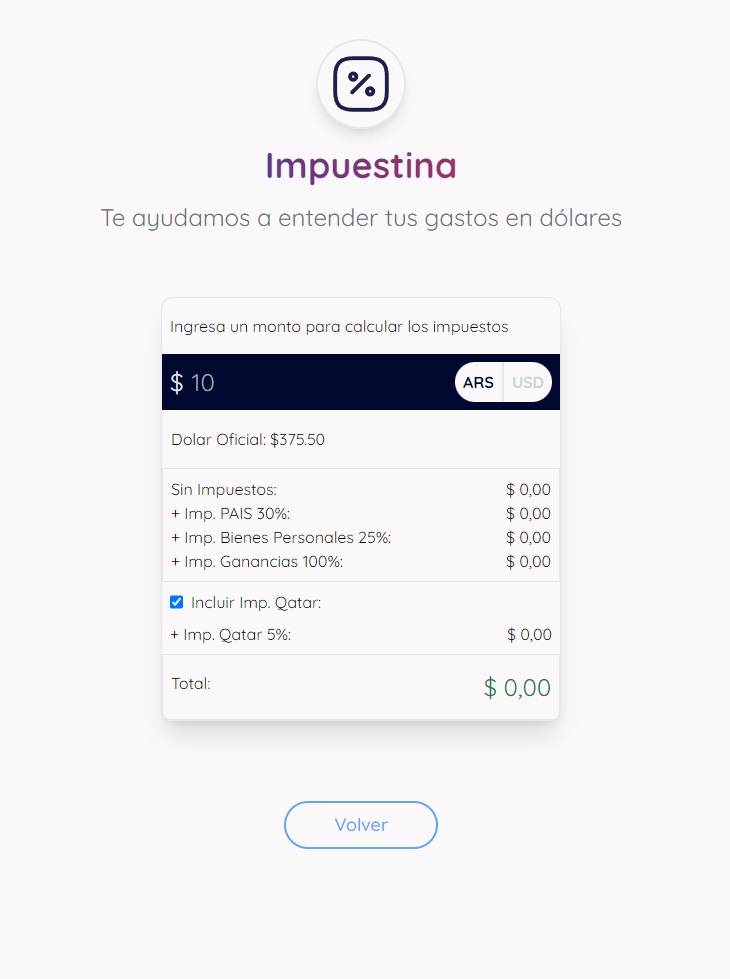 %
Impuestina
Te ayudamos a entender tus gastos en dólares
Ingresa un monto para calcular los impuestos
$ 10 ARS USD
Dolar Oficial: $375.50
Sin Impuestos: $ 0,00
+ Imp. PAIS 30%: $ 0,00
+ Imp. Bienes Personales 25%: $ 0,00
+ Imp. Ganancias 100%: $ 0,00
Incluir Imp. Qatar:
+ Imp. Qatar 5%: $ 0,00
Total: $ 0,00
Volver